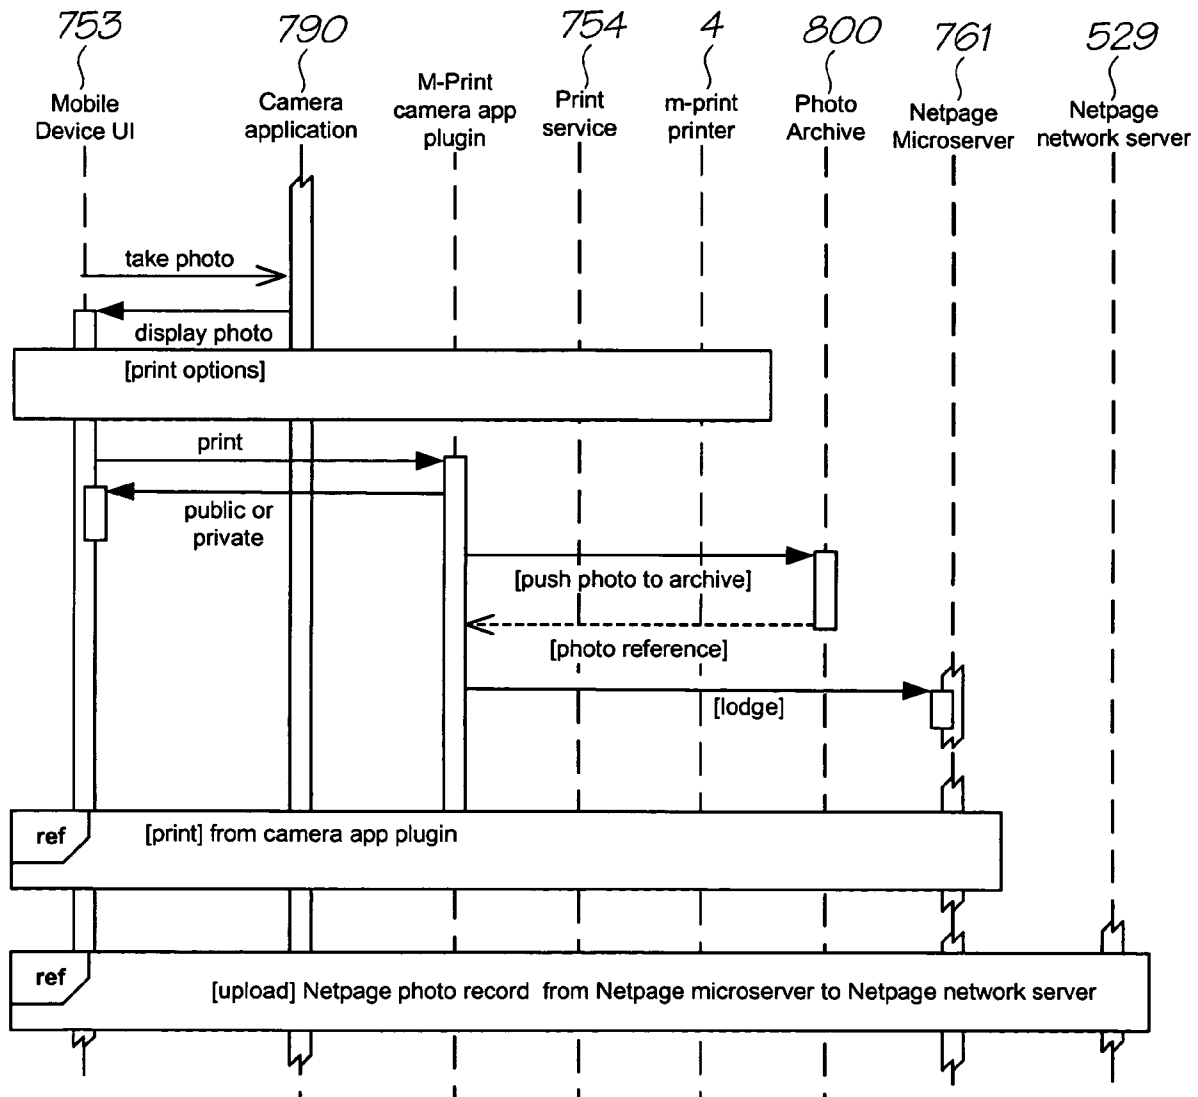 753 790 754 4 800 761 529
Mobile
Device UI
Camera
application
M-Print
camera app
plugin
Print
service
m-print
printer
Photo
Archive
Netpage
Microserver
Netpage
network server
take photo
display photo
[print options]
print
public or
private
[push photo to archive]
[photo reference]
[lodge]
ref
[print] from camera app plugin
ref
[upload] Netpage photo record from Netpage microserver to Netpage network server